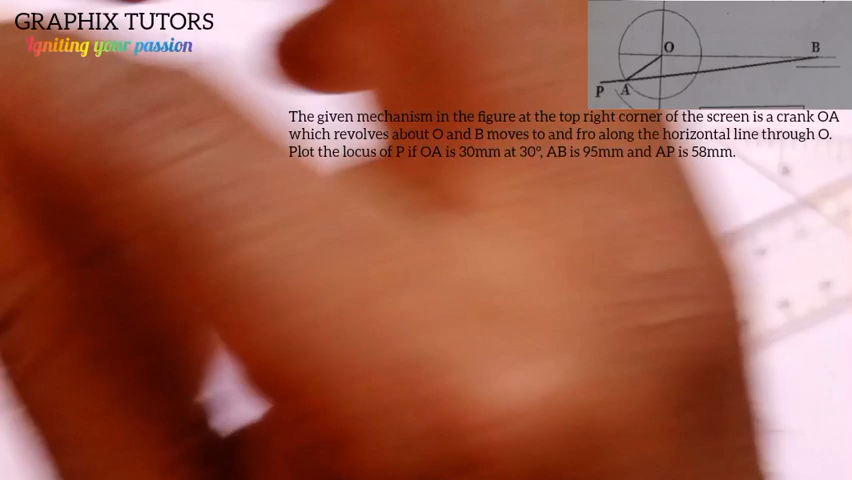 GRAPHIX TUTORS
Igniting your passion
O
B
P
A
The given mechanism in the figure at the top right corner of the screen is a crank OA
which revolves about O and B moves to and fro along the horizontal line through O.
Plot the locus of P if OA is 30mm at 30°, AB is 95mm and AP is 58mm.